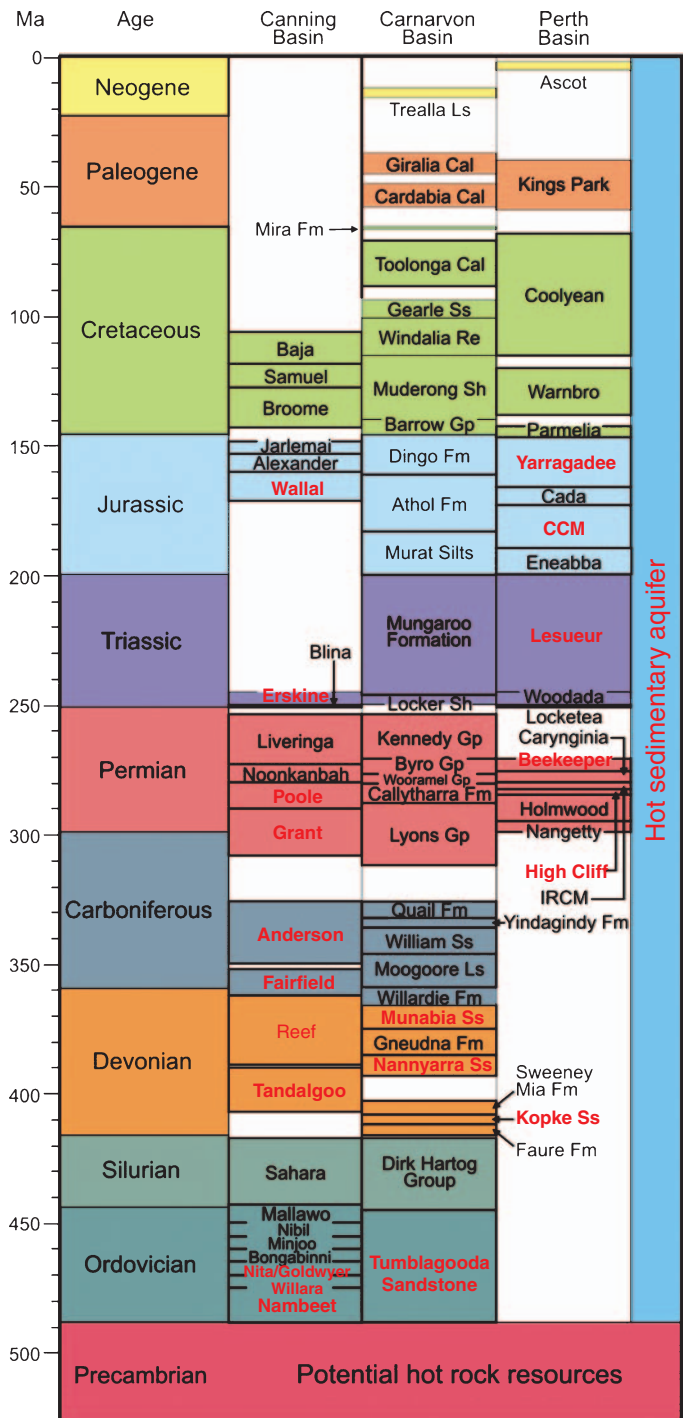 Ma
Age
Canning
Basin
Carnarvon
Basin
Perth
Basin
0
50
100
150
200
250
300
350
400
450
500
Neogene
Paleogene
Cretaceous
Jurassic
Triassic
Permian
Carboniferous
Devonian
Silurian
Ordovician
Precambrian
Mira Fm
Baja
Samuel
Broome
Jarlemai
Alexander
Wallal
Blina
Erskine
Liveringa
Noonkanbah
Poole
Grant
Anderson
Fairfield
Reef
Tandalgoo
Sahara
Mallawo
Nibil
Minjoo
Bongabinni
Nita/Goldwyer
Willara
Nambeet
Trealla Ls
Giralia Cal
Cardabia Cal
Toolonga Cal
Gearle Ss
Windalia Re
Muderong Sh
Barrow Gp
Dingo Fm
Athol Fm
Murat Silts
Mungaroo
Formation
Locker Sh
Kennedy Gp
Byro Gp
Wooramel Gp
Callytharra Fm
Lyons Gp
Quail Fm
Yindagindy Fm
William Ss
Moogoore Ls
Willardie Fm
Munabia Ss
Gneudna Fm
Nannyarra Ss
Sweeney
Mia Fm
Kopke Ss
Faure Fm
Dirk Hartog
Group
Tumblagooda
Sandstone
Ascot
Kings Park
Coolyean
Warnbro
Parmelia
Yarragadee
Cada
CCM
Eneabba
Lesueur
Woodada
Locketea
Carynginia
Beekeeper
Holmwood
Nangetty
High Cliff
IRCM
Hot sedimentary aquifer
Potential hot rock resources